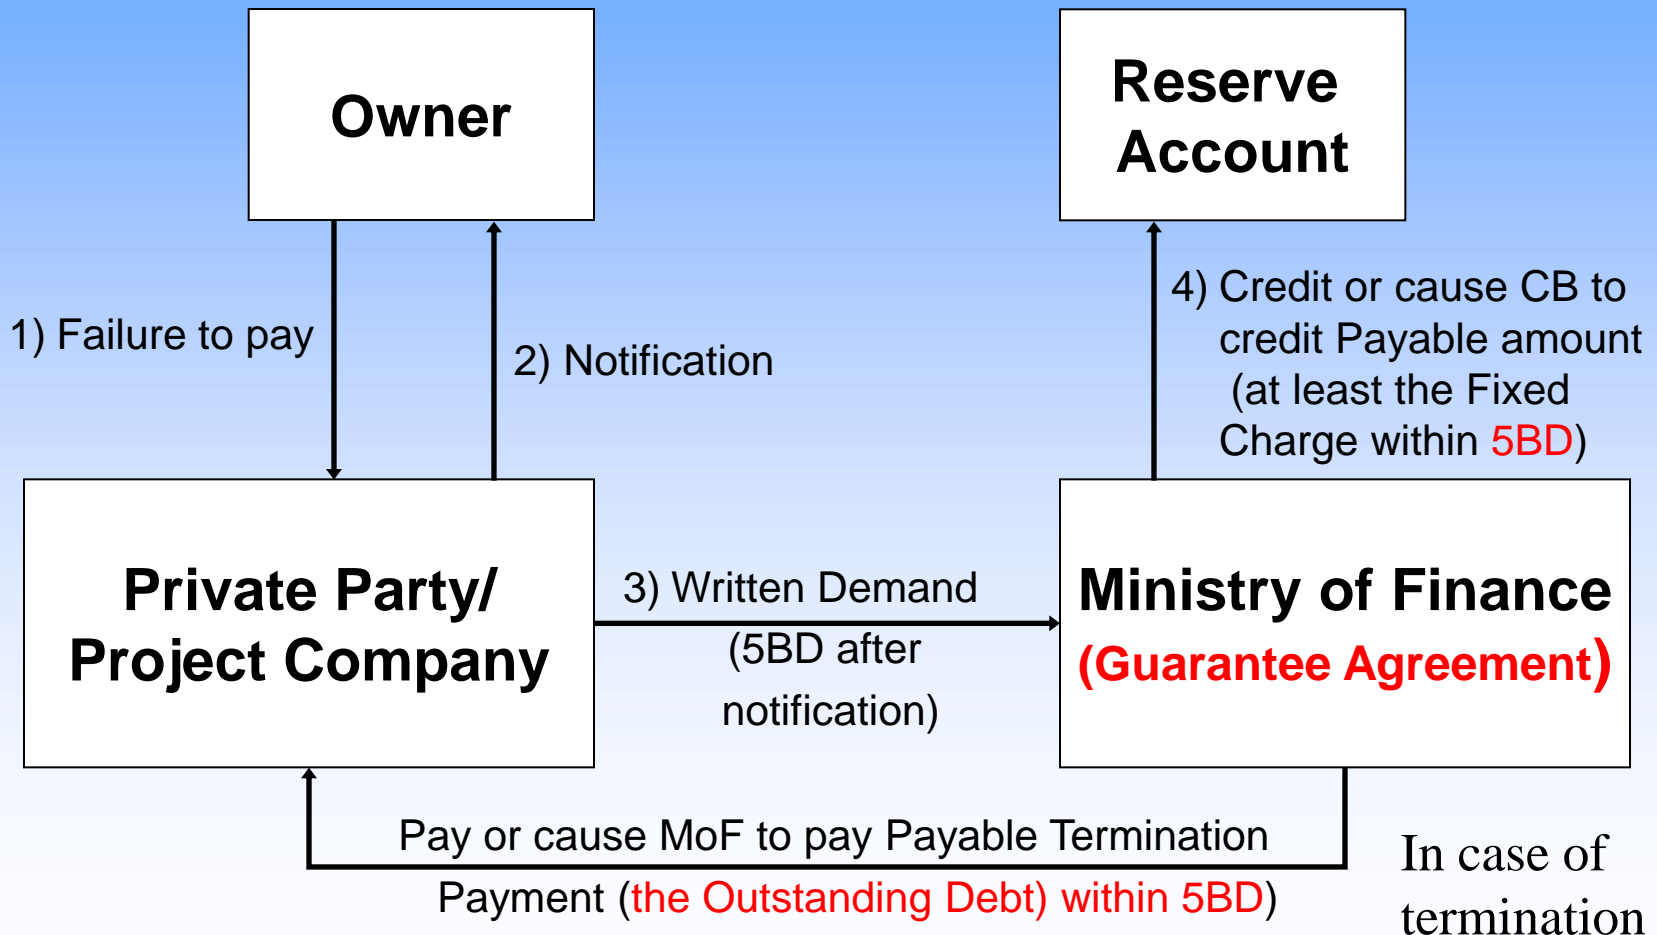 Owner
Reserve
Account
1) Failure to pay
2) Notification
4) Credit or cause CB to
credit Payable amount
(at least the Fixed
Charge within 5BD)
Private Party/
Project Company
3) Written Demand
(5BD after
notification)
Ministry of Finance
(Guarantee Agreement)
Pay or cause MoF to pay Payable Termination
Payment (the Outstanding Debt) within 5BD)
In case of
termination